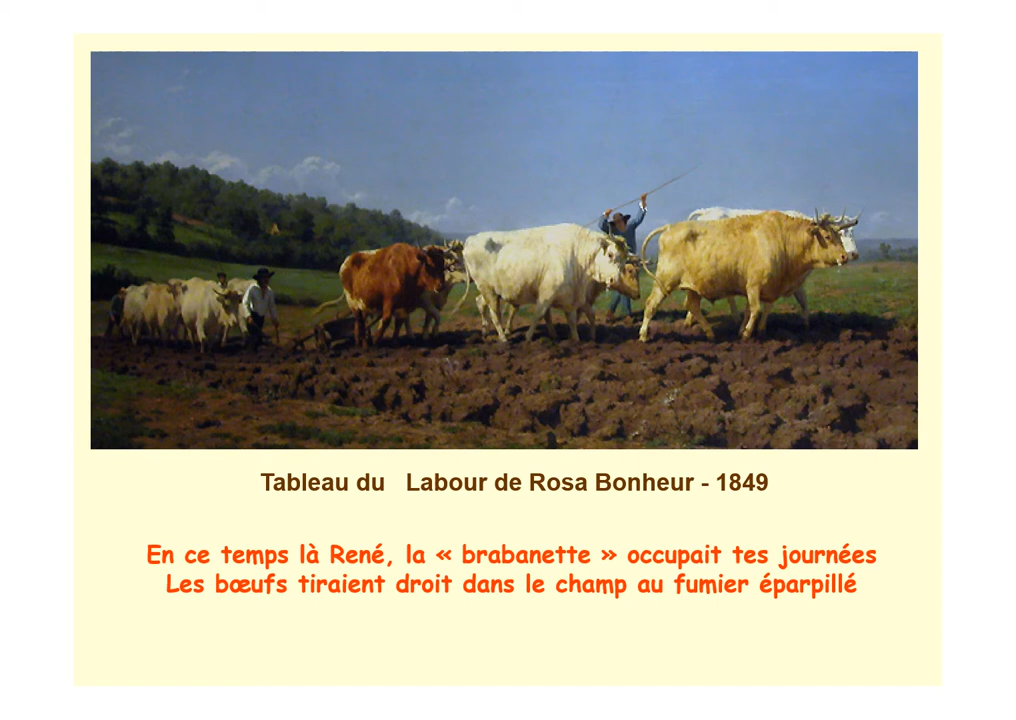 Tableau du Labour de Rosa Bonheur - 1849
En ce temps là René, la « brabanette » occupait tes journées
Les bœufs tiraient droit dans le champ au fumier éparpillé